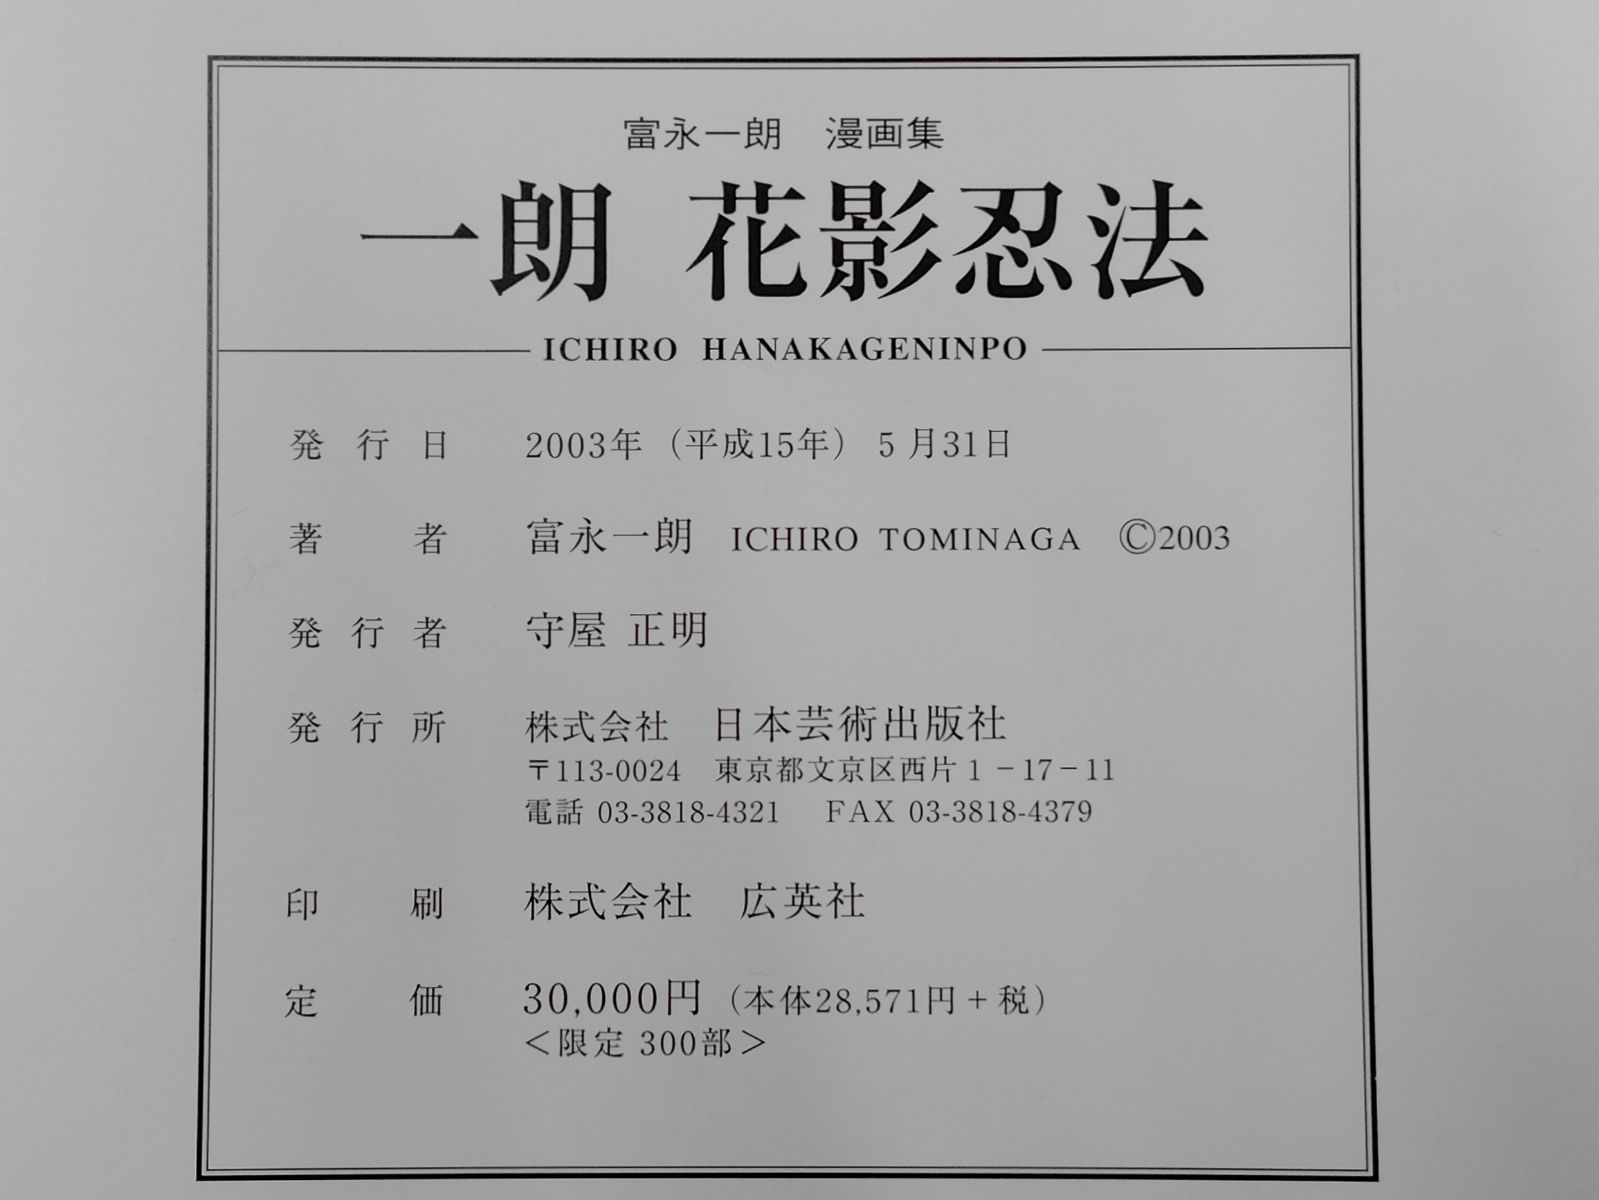 富永一朗　漫画集
一朗 花影忍法
ICHIRO HANAKAGENINPO
発行日 2003年（平成15年）5月31日
著者 富永一朗 ICHIRO TOMINAGA Ⓒ2003
発行者 守屋 正明
発行所 株式会社　日本芸術出版社
〒113-0024　東京都文京区西片1－17－11
電話 03-3818-4321　FAX 03-3818-4379
印刷 株式会社　広英社
定価 30,000円（本体28,571円＋税）
＜限定 300部＞